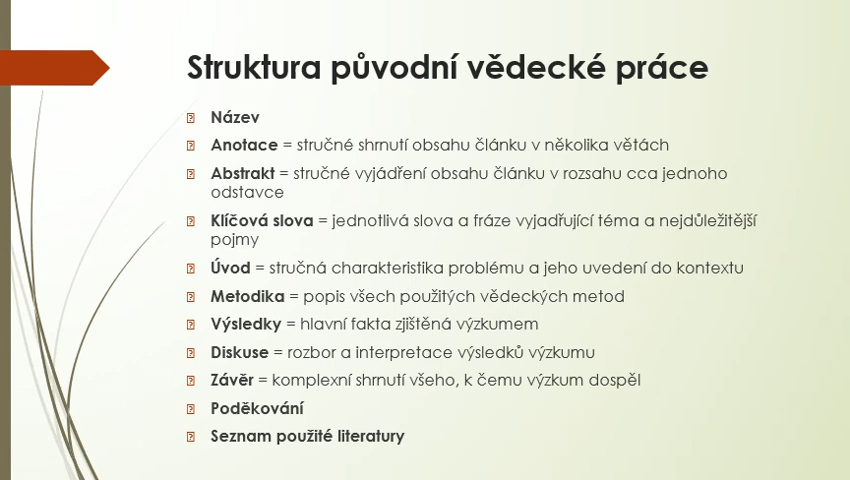 Struktura původní vědecké práce
Název
Anotace = stručné shrnutí obsahu článku v několika větách
Abstrakt = stručné vyjádření obsahu článku v rozsahu cca jednoho
odstavce
Klíčová slova = jednotlivá slova a fráze vyjadřující téma a nejdůležitější
pojmy
Úvod = stručná charakteristika problému a jeho uvedení do kontextu
Metodika = popis všech použitých vědeckých metod
Výsledky = hlavní fakta zjištěná výzkumem
Diskuse = rozbor a interpretace výsledků výzkumu
Závěr = komplexní shrnutí všeho, k čemu výzkum dospěl
Poděkování
Seznam použité literatury